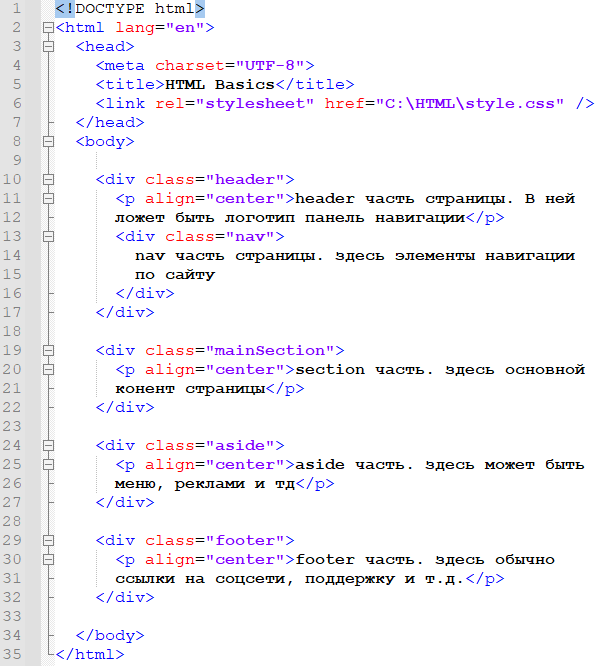 1 <!DOCTYPE html>
2 <html lang="en">
3 <head>
4 <meta charset="UTF-8">
5 <title>HTML Basics</title>
6 <link rel="stylesheet" href="C:\HTML\style.css" />
7 </head>
8 <body>
9
10 <div class="header">
11 <p align="center">header часть страницы. В ней
12 ложет быть логотип панель навигации</p>
13 <div class="nav">
14 nav часть страницы. Здесь элементы навигации
15 по сайту
16 </div>
17 </div>
18
19 <div class="mainSection">
20 <p align="center">section часть. Здесь основной
21 конент страницы</p>
22 </div>
23
24 <div class="aside">
25 <p align="center">aside часть. Здесь может быть
26 меню, реклами и тд</p>
27 </div>
28
29 <div class="footer">
30 <p align="center">footer часть. Здесь обычно
31 ссылки на соцсети, поддержку и т.д.</p>
32 </div>
33
34 </body>
35 </html>